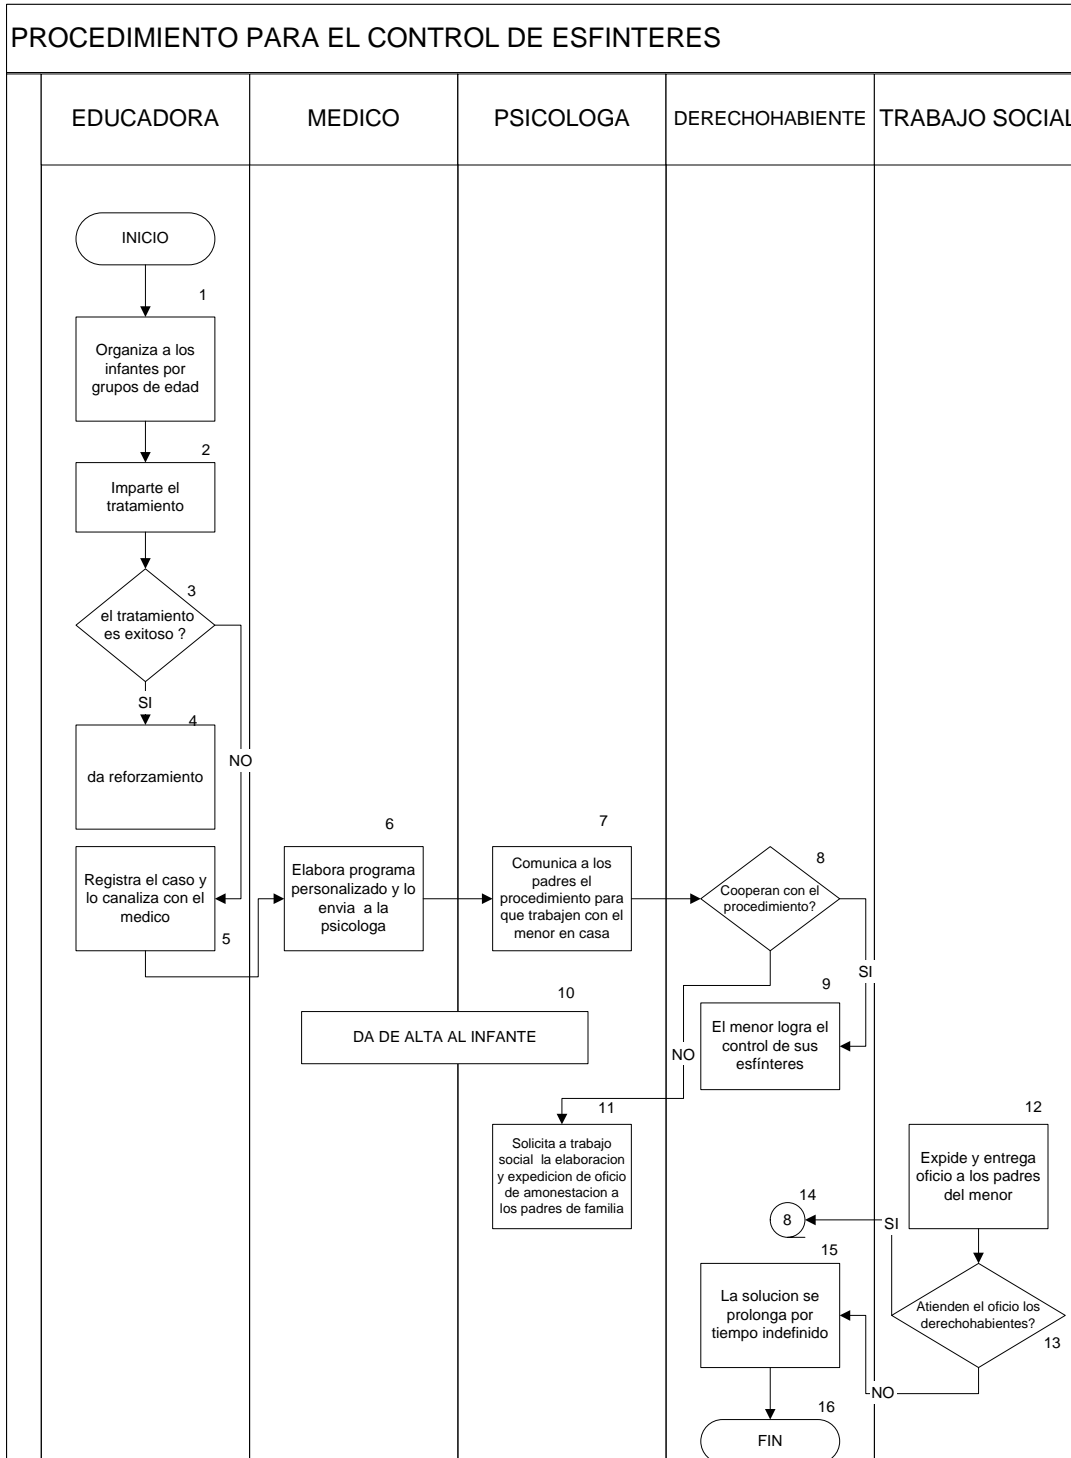 PROCEDIMIENTO PARA EL CONTROL DE ESFINTERES
EDUCADORA
MEDICO
PSICOLOGA
DERECHOHABIENTE
TRABAJO SOCIAL
INICIO
1
Organiza a los
infantes por
grupos de edad
2
Imparte el
tratamiento
3
el tratamiento
es exitoso ?
SI
4
da reforzamiento
NO
Registra el caso y
lo canaliza con el
medico
5
6
Elabora programa
personalizado y lo
envia a la
psicologa
7
Comunica a los
padres el
procedimiento para
que trabajen con el
menor en casa
8
Cooperan con el
procedimiento?
SI
9
El menor logra el
control de sus
esfínteres
10
DA DE ALTA AL INFANTE
NO
11
Solicita a trabajo
social la elaboracion
y expedicion de oficio
de amonestacion a
los padres de familia
12
Expide y entrega
oficio a los padres
del menor
14
8
SI
13
Atienden el oficio los
derechohabientes?
15
La solucion se
prolonga por
tiempo indefinido
NO
16
FIN